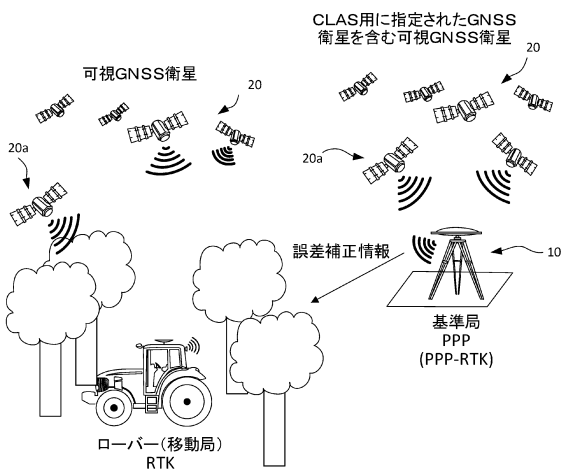 CLAS用に指定されたGNSS
衛星を含む可視GNSS衛星
20
可視GNSS衛星
20
20a
20a
誤差補正情報
10
基準局
PPP
(PPP-RTK)
ローバー(移動局)
RTK